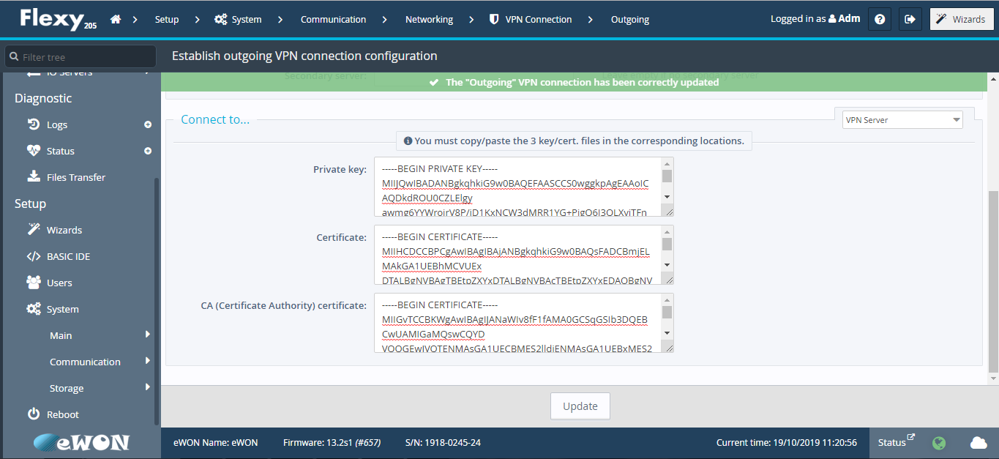 Flexy 205
Setup
System
Communication
Networking
VPN Connection
Outgoing
Logged in as Adm
Wizards
Filter tree
Establish outgoing VPN connection configuration
IO Servers
Secondary server:
The "Outgoing" VPN connection has been correctly updated
Diagnostic
Logs
Status
Files Transfer
Setup
Wizards
BASIC IDE
Users
System
Main
Communication
Storage
Reboot
eWON
Connect to...
VPN Server
You must copy/paste the 3 key/cert. files in the corresponding locations.
Private key:
-----BEGIN PRIVATE KEY-----
MIIJQwIBADANBgkqhkiG9w0BAQEFAASCCS0wggkpAgEAAoIC
AQDkdROU0CZLElgy
Certificate:
-----BEGIN CERTIFICATE-----
MIIHCDCCBPCgAwIBAgIBAjANBgkqhkiG9w0BAQsFADCBmjEL
MAkGA1UEBhMCVUEx
CA (Certificate Authority) certificate:
-----BEGIN CERTIFICATE-----
MIIGvTCCBKWgAwIBAgIJANaWIv8fF1fAMA0GCSqGSIb3DQEB
CwUAMIGaMQswCQYD
Update
eWON Name: eWON
Firmware: 13.2s1 (#657)
S/N: 1918-0245-24
Current time: 19/10/2019 11:20:56
Status